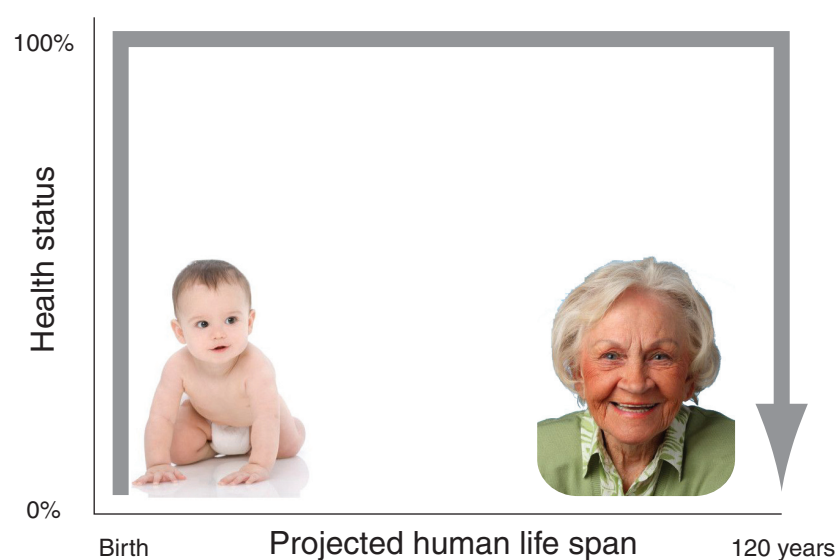 100%
Health status
0%
Birth
Projected human life span
120 years